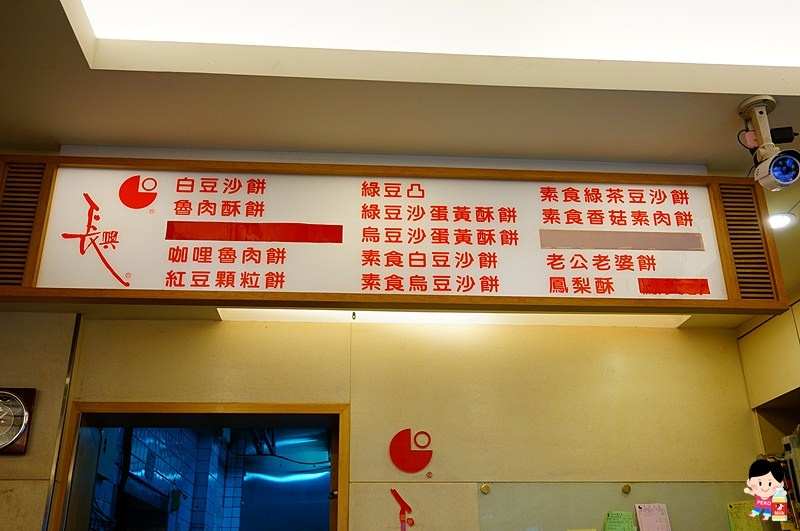 長興
®
®
白豆沙餅
魯肉酥餅
咖哩魯肉餅
紅豆顆粒餅
綠豆凸
綠豆沙蛋黃酥餅
烏豆沙蛋黃酥餅
素食白豆沙餅
素食烏豆沙餅
素食綠茶豆沙餅
素食香菇素肉餅
老公老婆餅
鳳梨酥
PEKO
Milk